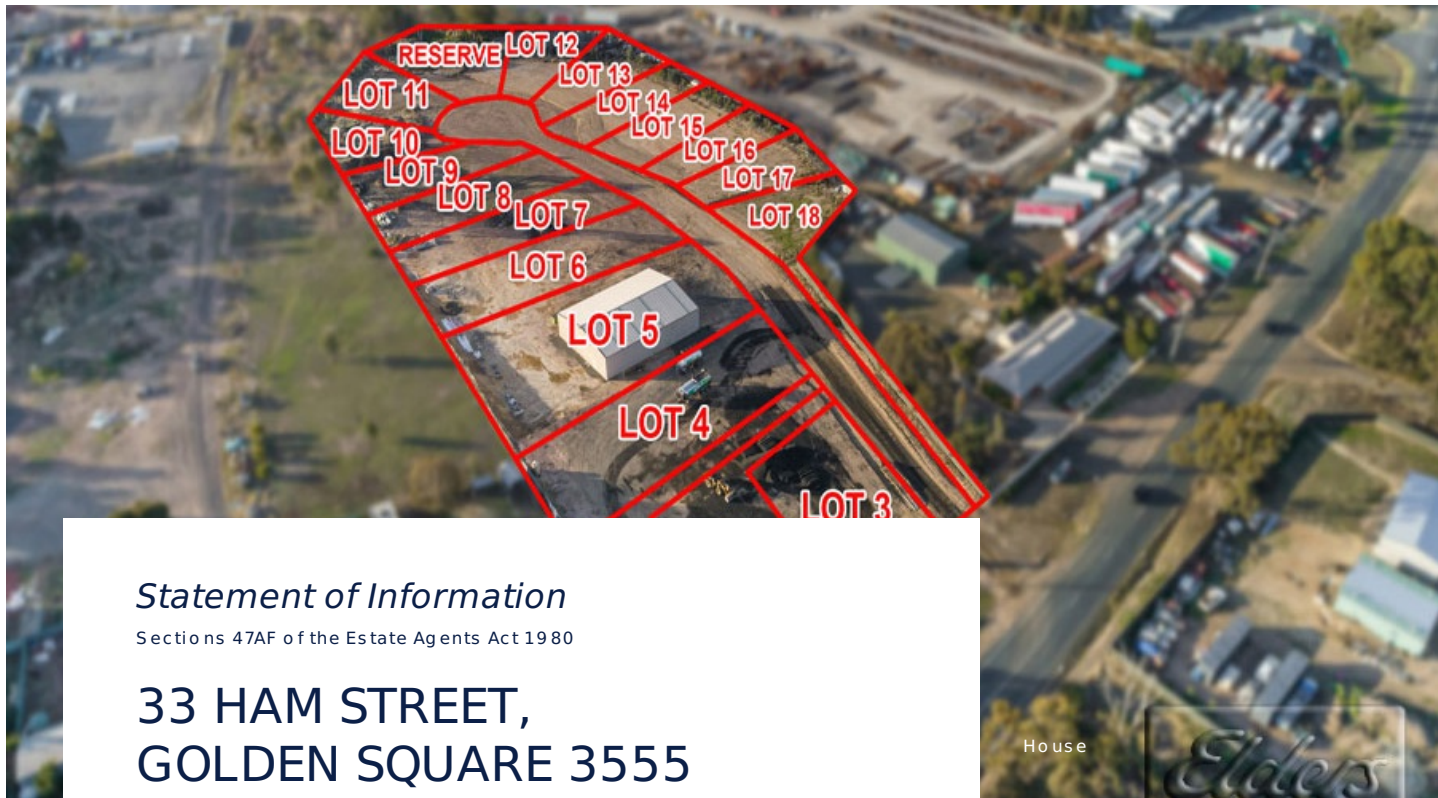 RESERVE
LOT 12
LOT 13
LOT 11
LOT 14
LOT 15
LOT 10
LOT 16
LOT 9
LOT 17
LOT 8
LOT 7
LOT 18
LOT 6
LOT 5
LOT 4
LOT 3
Statement of Information
Sections 47AF of the Estate Agents Act 1980
33 HAM STREET,
GOLDEN SQUARE 3555
House
Elders